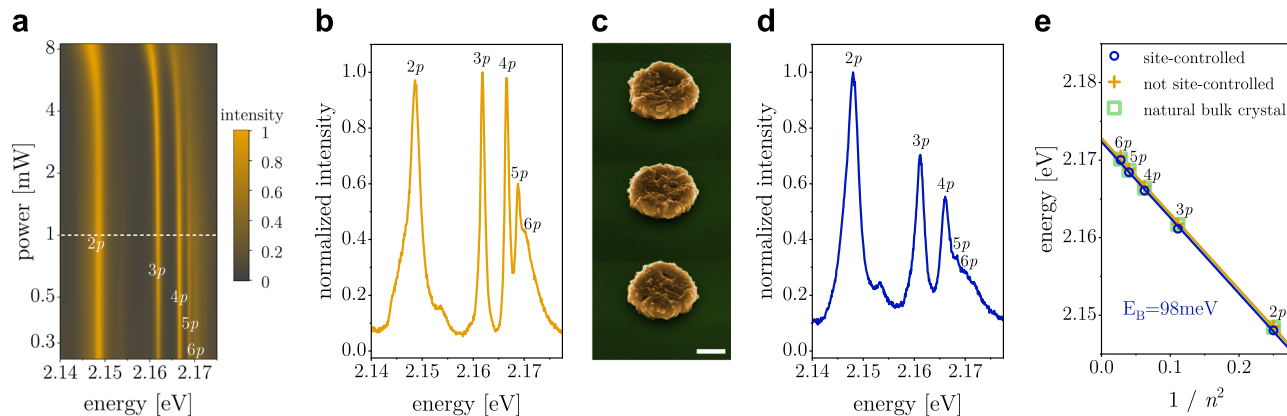 a
power [mW]
8
4
2
1
0.5
0.3
2p
3p
4p
5p
6p
2.14 2.15 2.16 2.17
energy [eV]
intensity
1
0.8
0.6
0.4
0.2
0
b
normalized intensity
1.0
0.8
0.6
0.4
0.2
0.0
2p
3p
4p
5p
6p
2.14 2.15 2.16 2.17
energy [eV]
c
d
normalized intensity
1.0
0.8
0.6
0.4
0.2
0.0
2p
3p
4p
5p
6p
2.14 2.15 2.16 2.17
energy [eV]
e
energy [eV]
2.18
2.17
2.16
2.15
site-controlled
not site-controlled
natural bulk crystal
6p
5p
4p
3p
2p
E_B=98meV
0.0 0.1 0.2
1 / n²